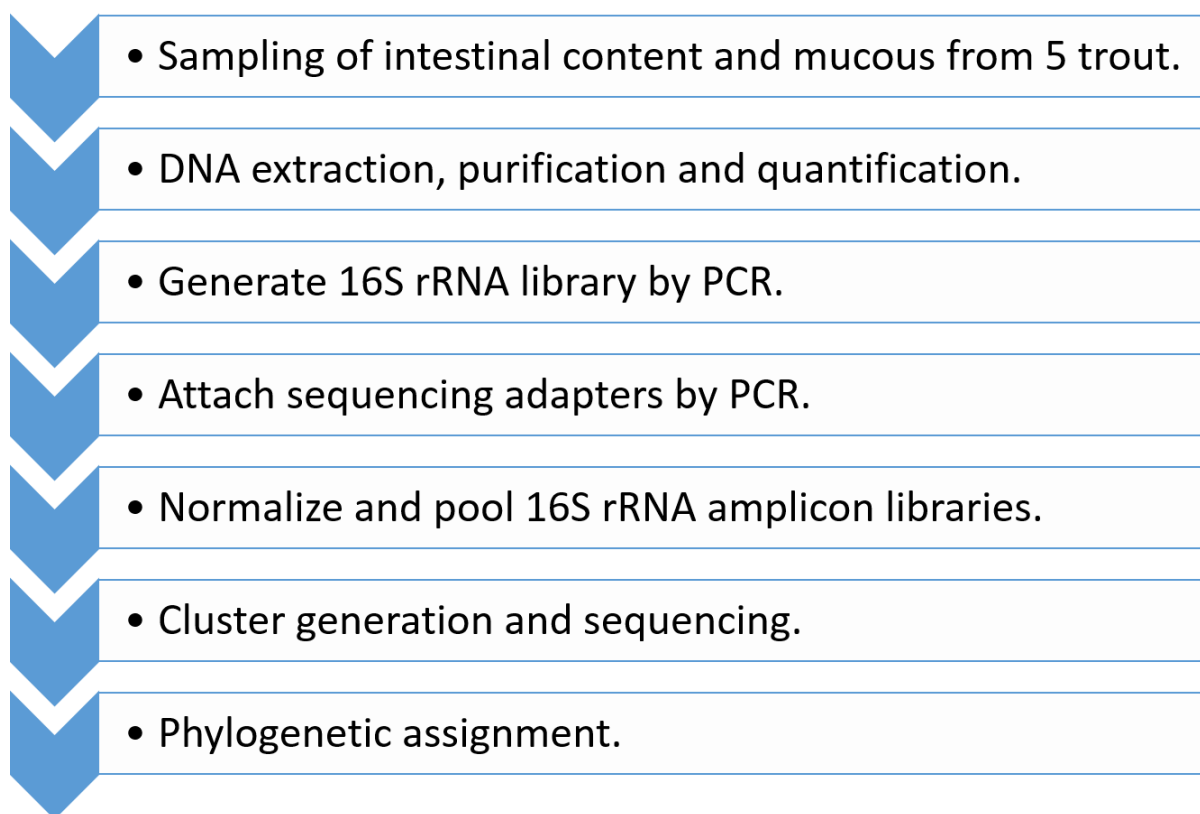 • Sampling of intestinal content and mucous from 5 trout.
• DNA extraction, purification and quantification.
• Generate 16S rRNA library by PCR.
• Attach sequencing adapters by PCR.
• Normalize and pool 16S rRNA amplicon libraries.
• Cluster generation and sequencing.
• Phylogenetic assignment.